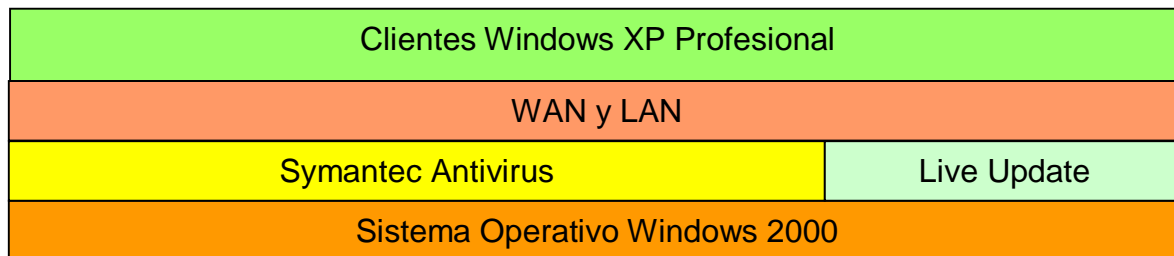 Clientes Windows XP Profesional
WAN y LAN
Symantec Antivirus
Live Update
Sistema Operativo Windows 2000